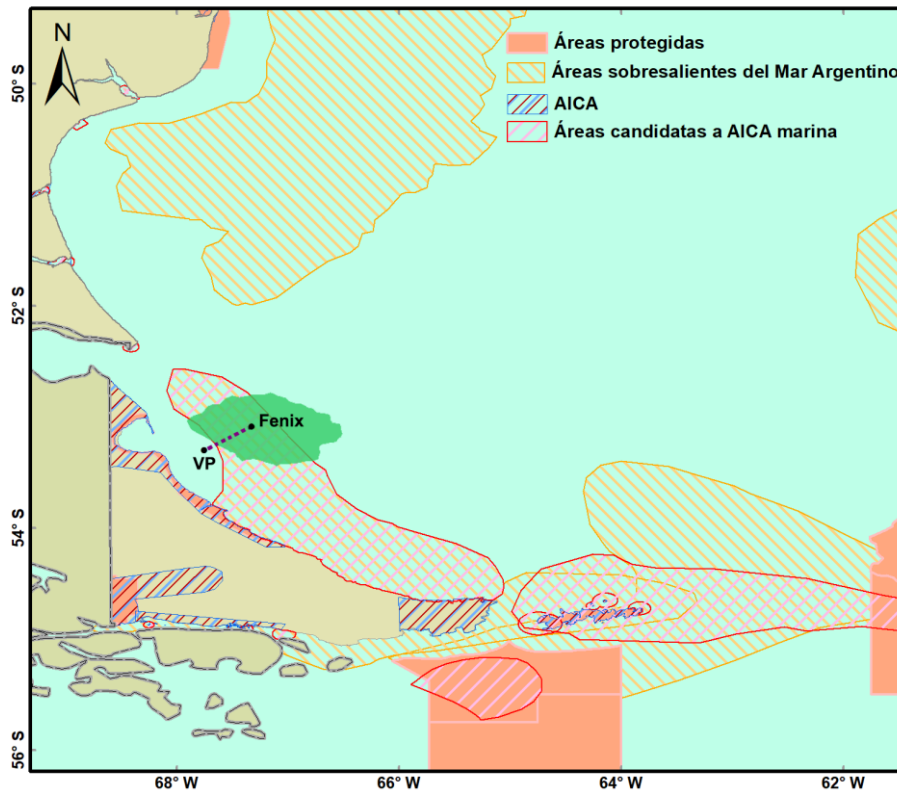 N
Áreas protegidas
Áreas sobresalientes del Mar Argentino
AICA
Áreas candidatas a AICA marina
50° S
52° S
54° S
56° S
Fenix
VP
68° W
66° W
64° W
62° W